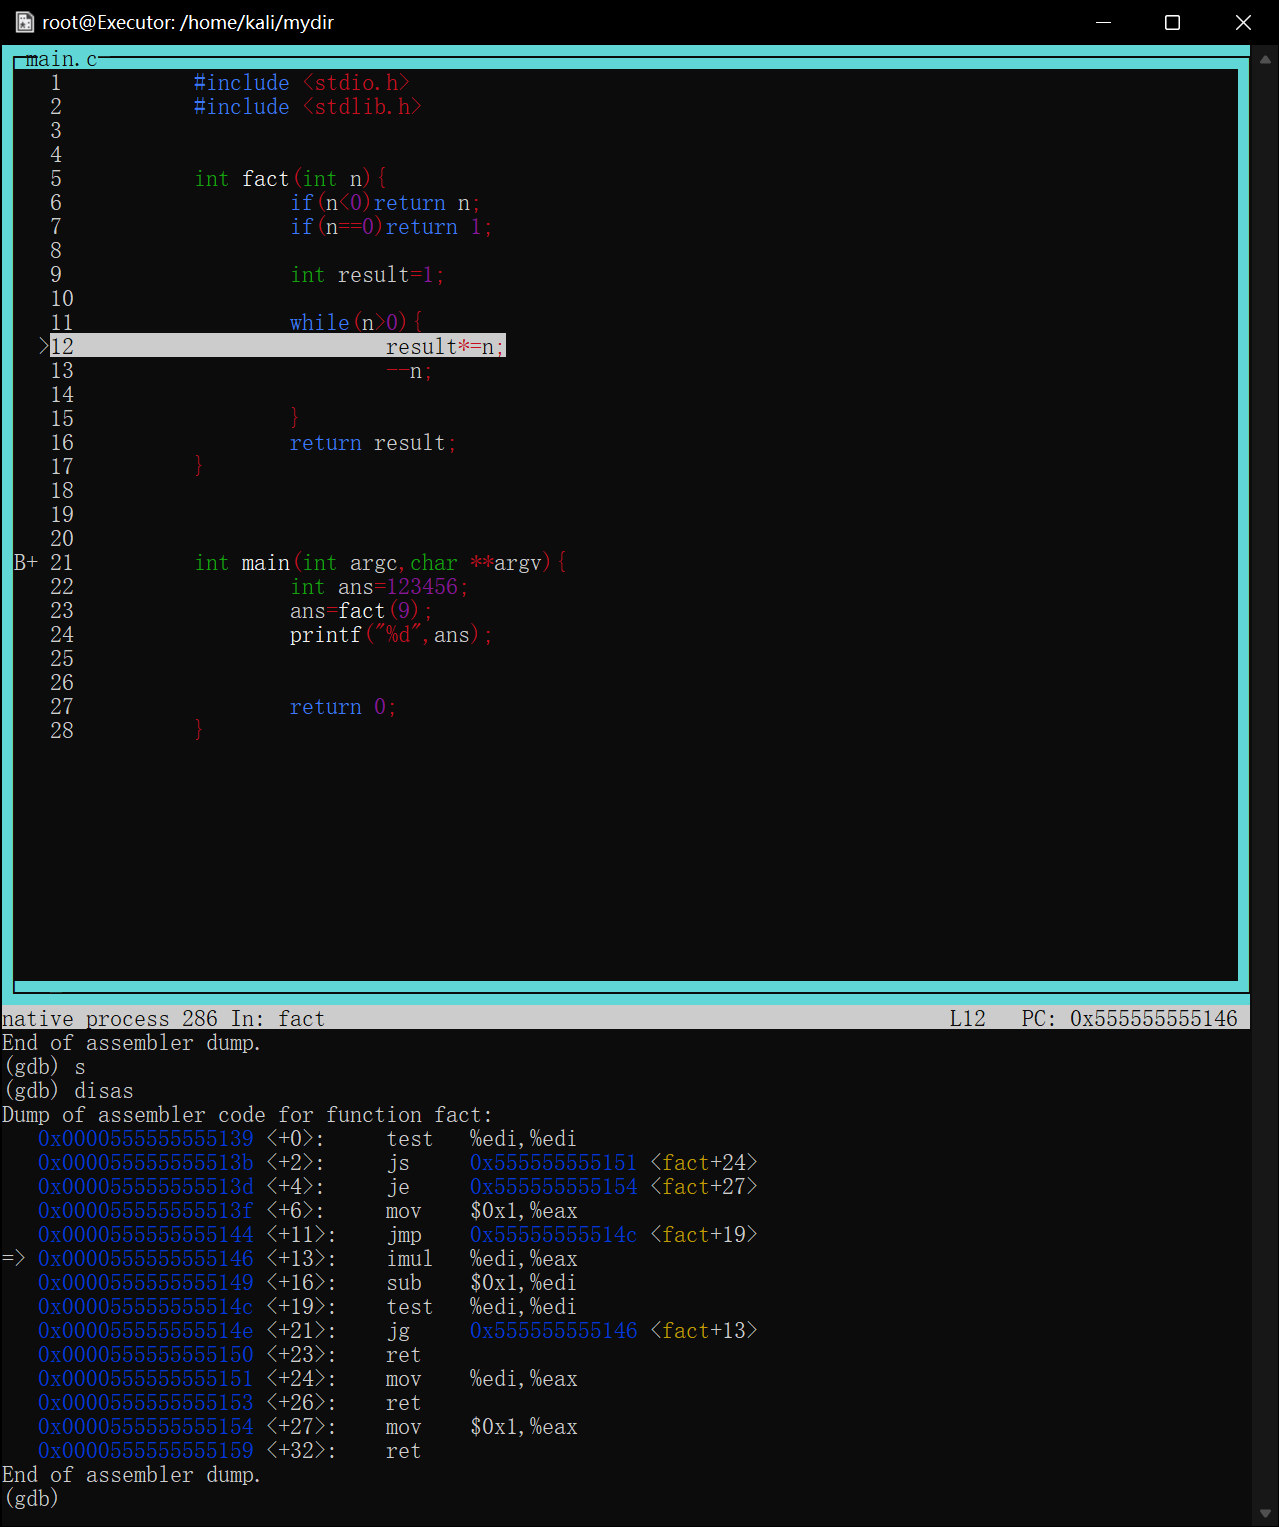 root@Executor: /home/kali/mydir
main.c
1 #include <stdio.h>
2 #include <stdlib.h>
3
4
5 int fact(int n){
6 if(n<0)return n;
7 if(n==0)return 1;
8
9 int result=1;
10
11 while(n>0){
>12 result*=n;
13 --n;
14
15 }
16 return result;
17 }
18
19
20
B+ 21 int main(int argc,char **argv){
22 int ans=123456;
23 ans=fact(9);
24 printf("%d",ans);
25
26
27 return 0;
28 }
native process 286 In: fact L12 PC: 0x555555555146
End of assembler dump.
(gdb) s
(gdb) disas
Dump of assembler code for function fact:
0x0000555555555139 <+0>: test %edi,%edi
0x000055555555513b <+2>: js 0x555555555151 <fact+24>
0x000055555555513d <+4>: je 0x555555555154 <fact+27>
0x000055555555513f <+6>: mov $0x1,%eax
0x0000555555555144 <+11>: jmp 0x55555555514c <fact+19>
=> 0x0000555555555146 <+13>: imul %edi,%eax
0x0000555555555149 <+16>: sub $0x1,%edi
0x000055555555514c <+19>: test %edi,%edi
0x000055555555514e <+21>: jg 0x555555555146 <fact+13>
0x0000555555555150 <+23>: ret
0x0000555555555151 <+24>: mov %edi,%eax
0x0000555555555153 <+26>: ret
0x0000555555555154 <+27>: mov $0x1,%eax
0x0000555555555159 <+32>: ret
End of assembler dump.
(gdb)